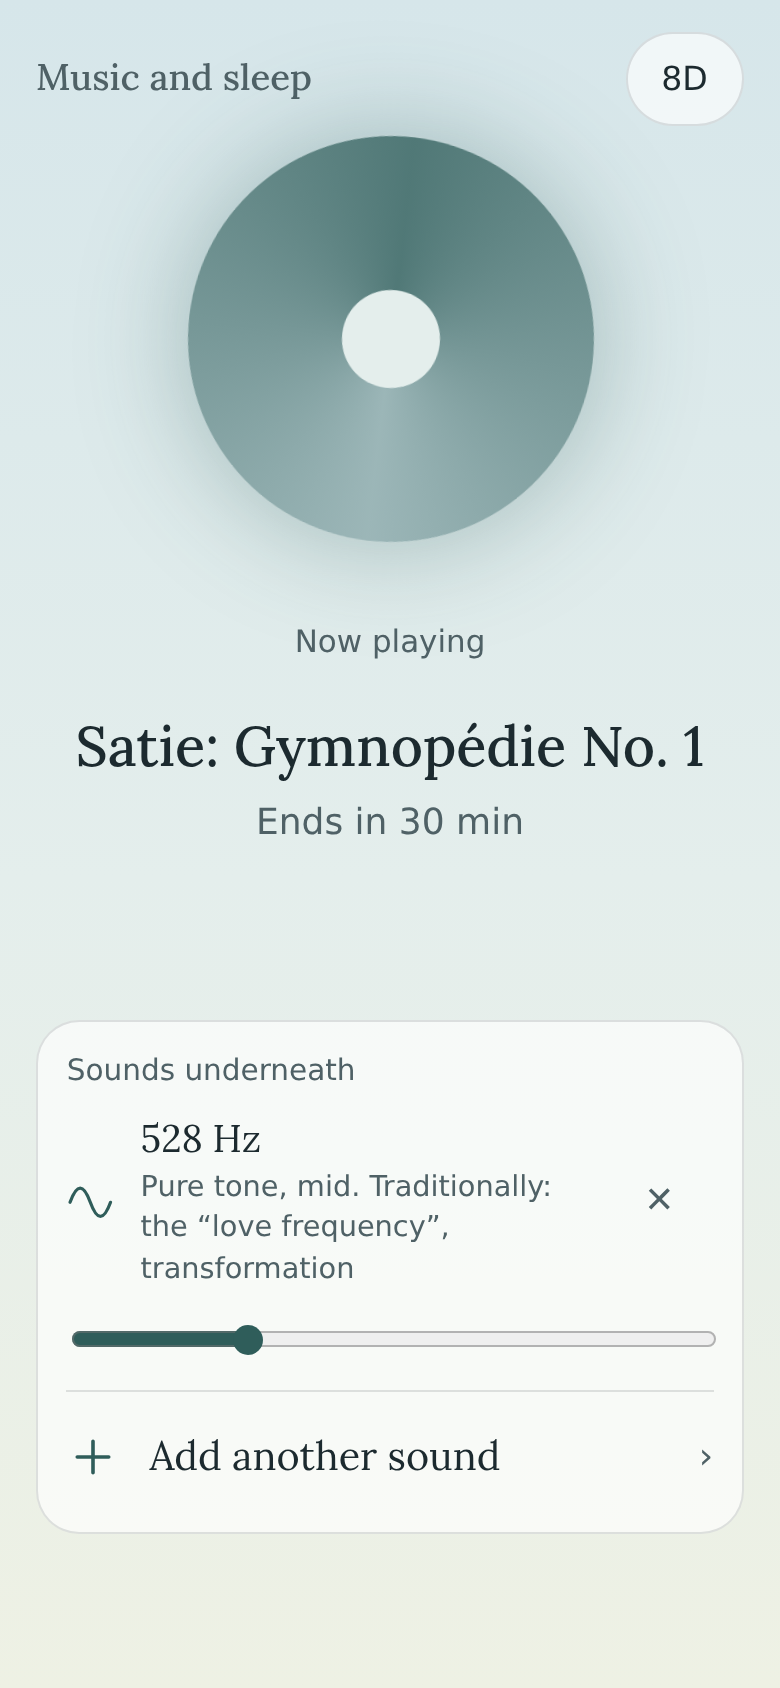 Music and sleep
8D
Now playing
Satie: Gymnopédie No. 1
Ends in 30 min
Sounds underneath
528 Hz
Pure tone, mid. Traditionally:
the “love frequency”,
transformation
Add another sound